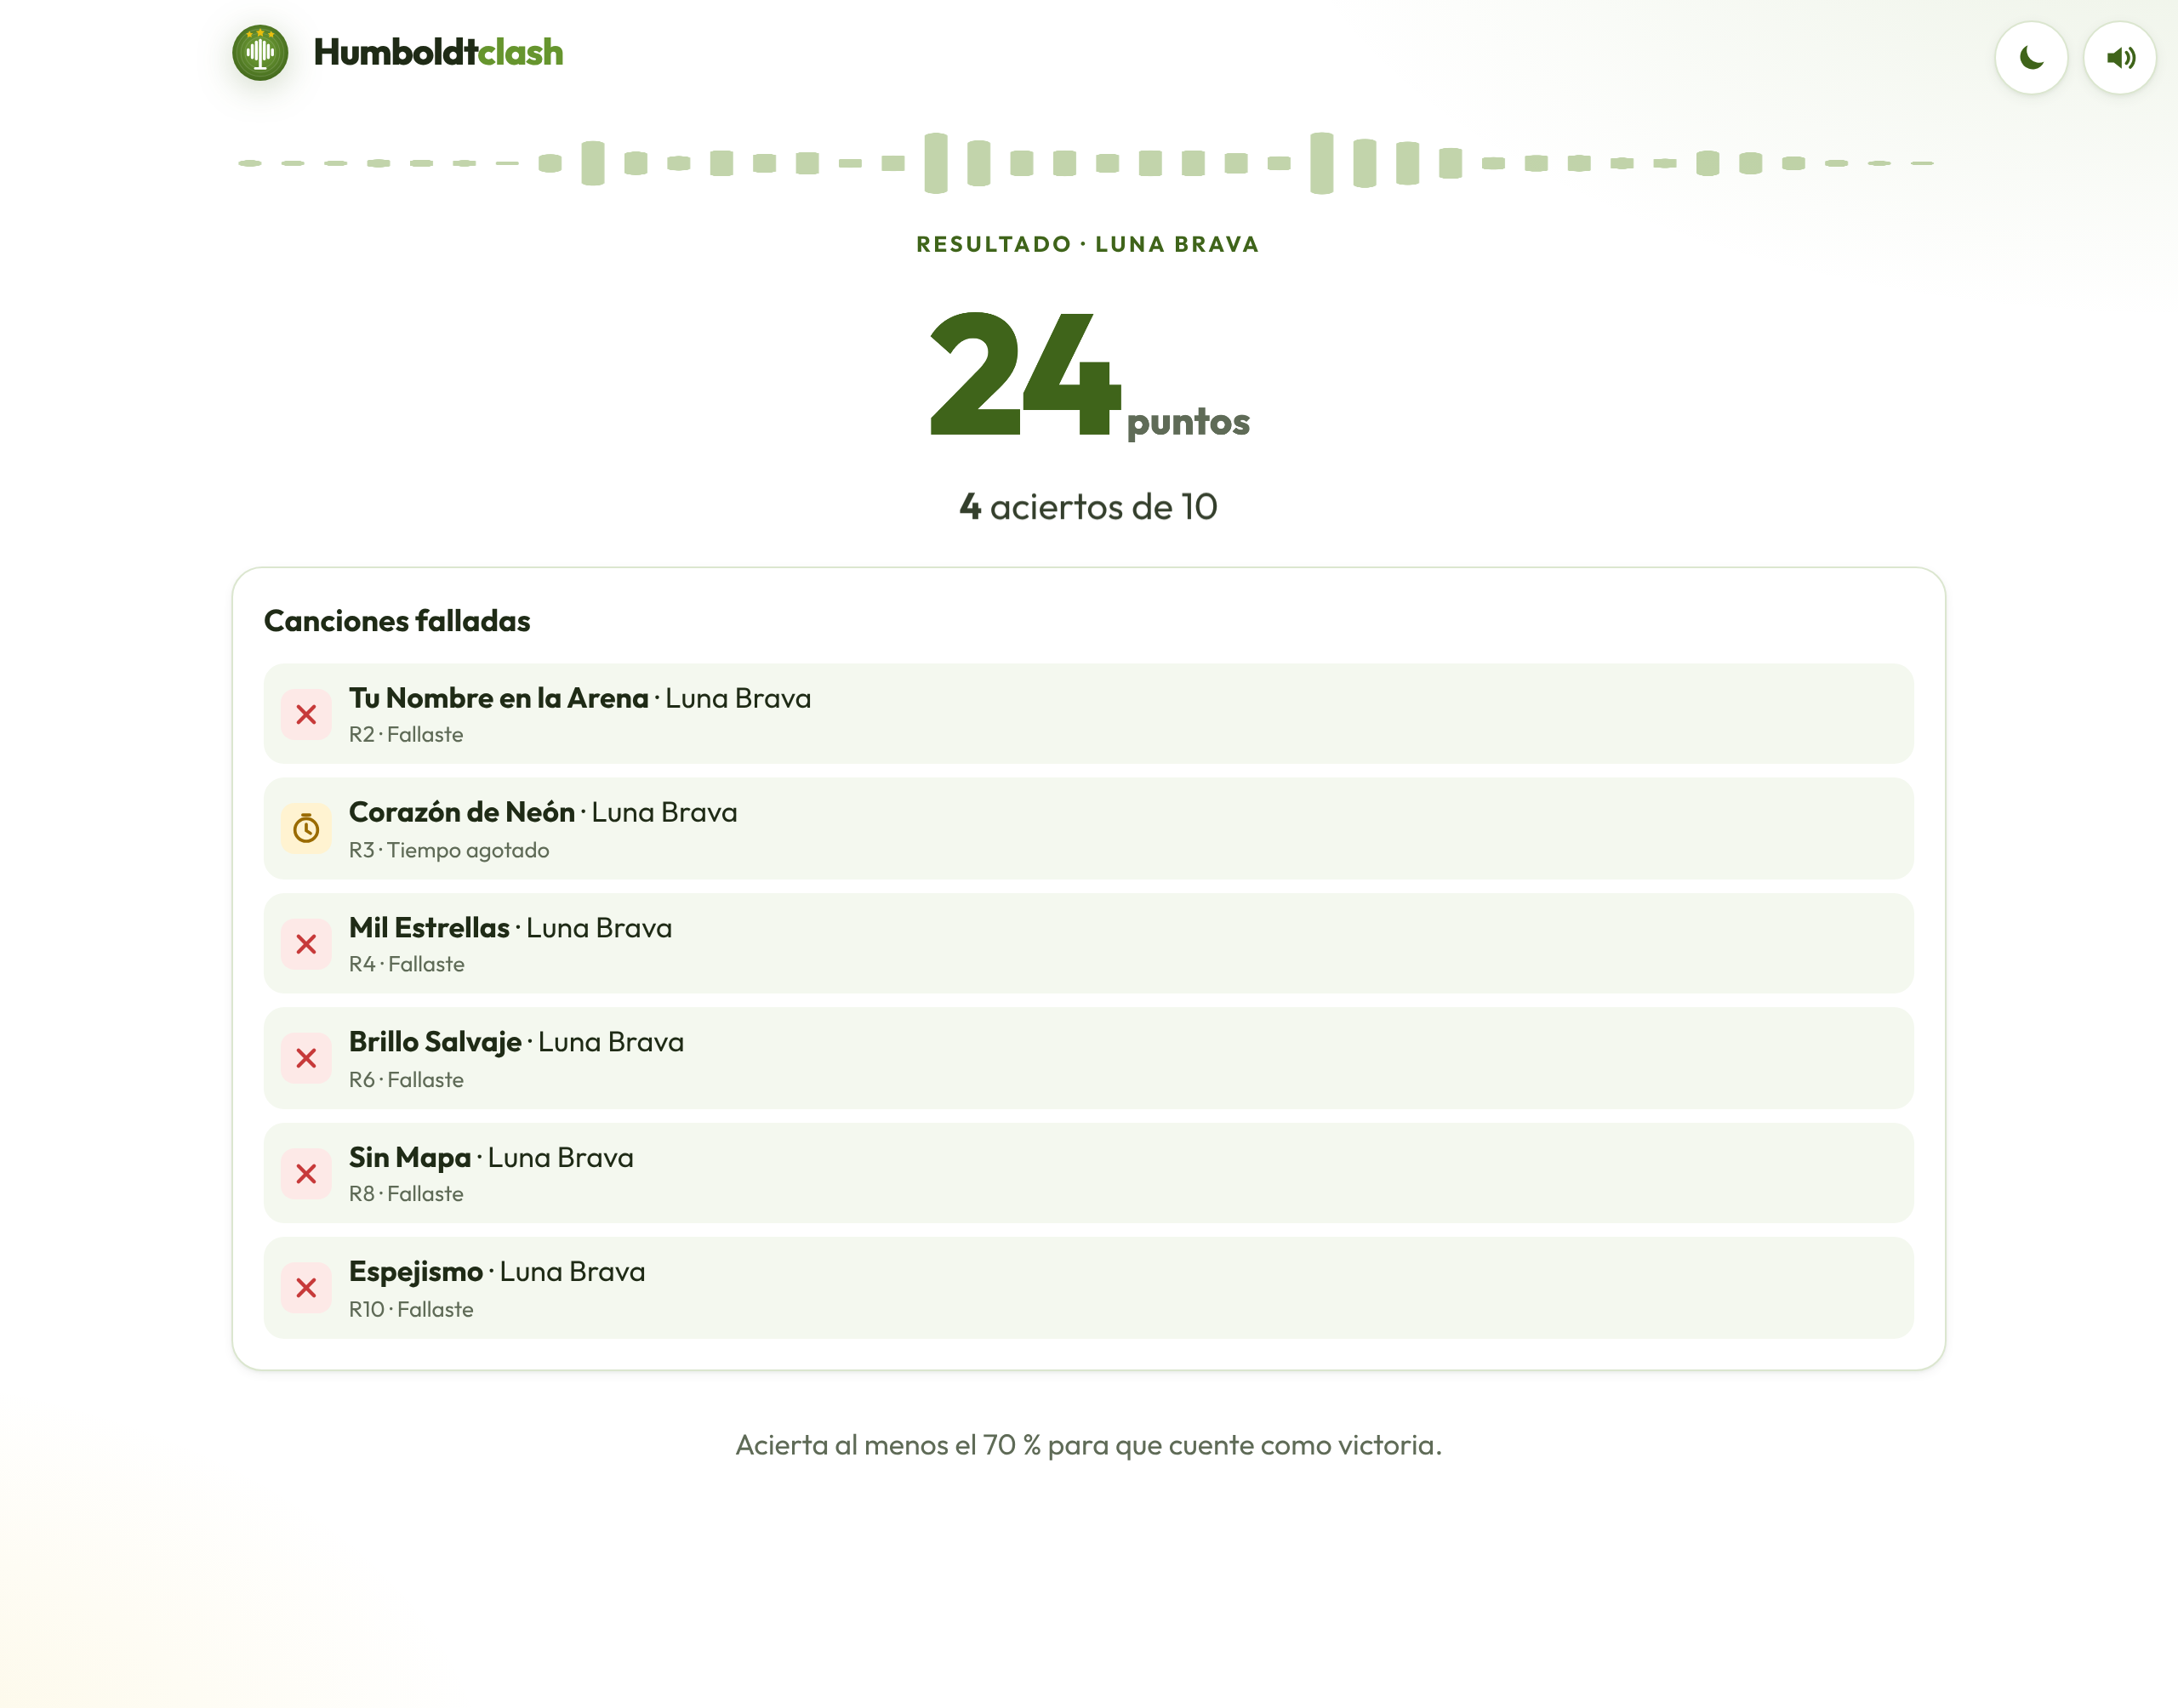 Humboldtclash
RESULTADO · LUNA BRAVA
24 puntos
4 aciertos de 10
Canciones falladas
Tu Nombre en la Arena · Luna Brava
R2 · Fallaste
Corazón de Neón · Luna Brava
R3 · Tiempo agotado
Mil Estrellas · Luna Brava
R4 · Fallaste
Brillo Salvaje · Luna Brava
R6 · Fallaste
Sin Mapa · Luna Brava
R8 · Fallaste
Espejismo · Luna Brava
R10 · Fallaste
Acierta al menos el 70 % para que cuente como victoria.